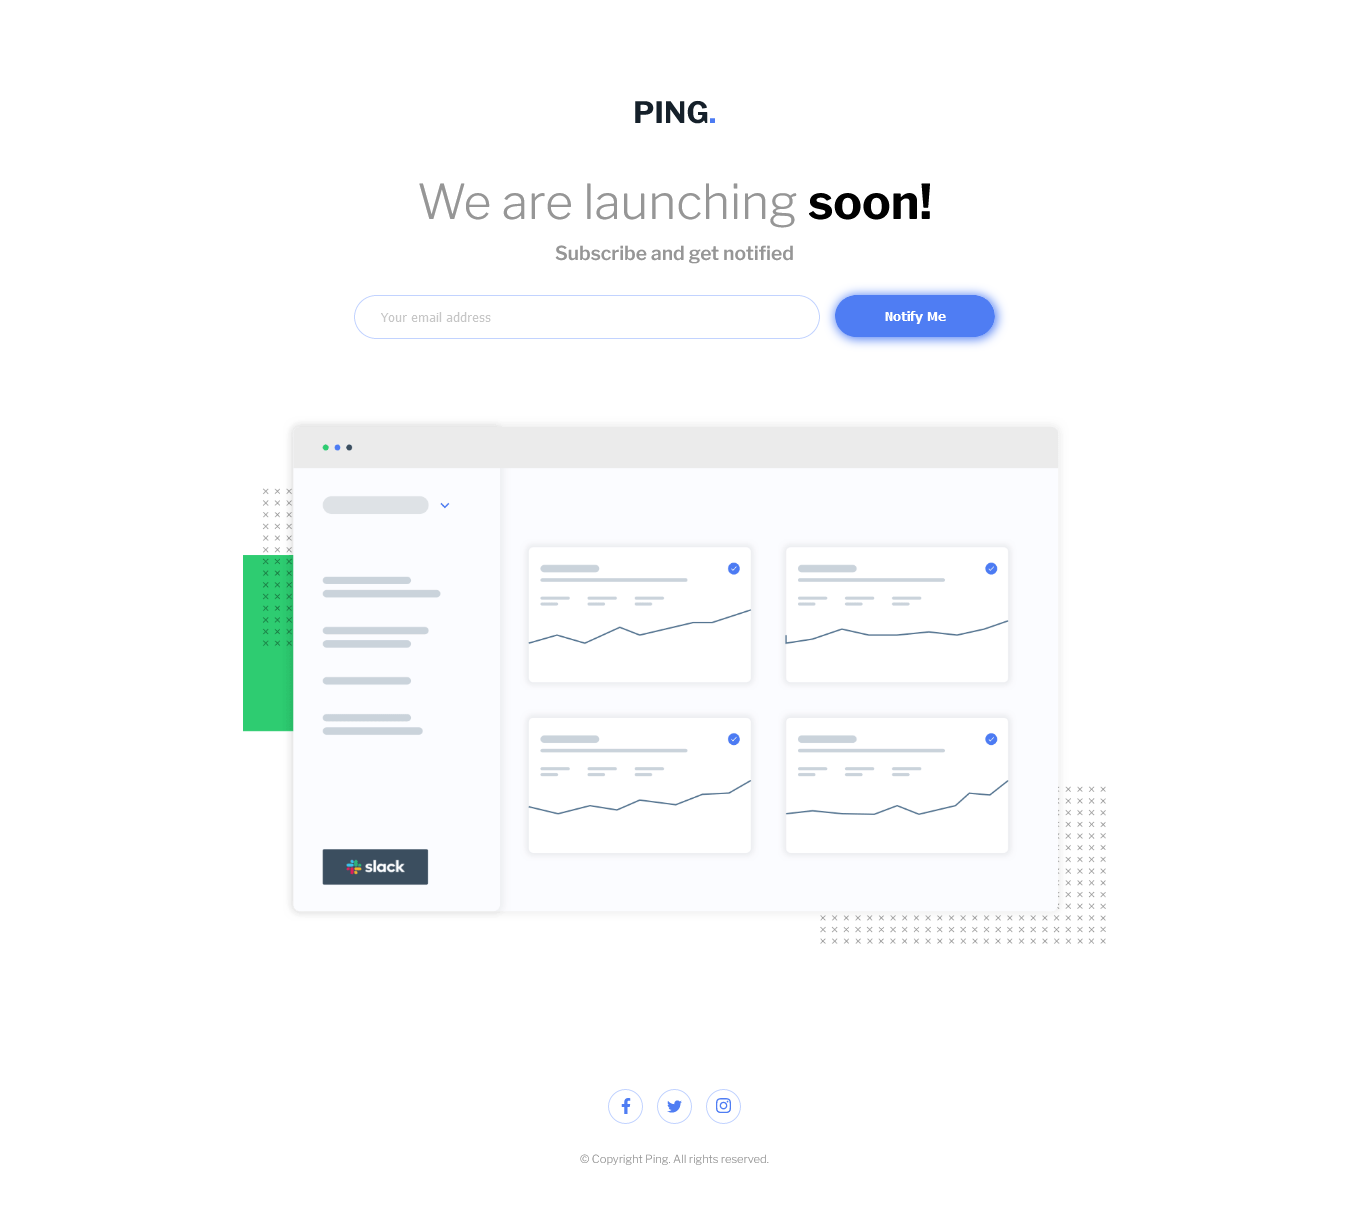 PING.
We are launching soon!
Subscribe and get notified
Your email address
Notify Me
slack
© Copyright Ping. All rights reserved.